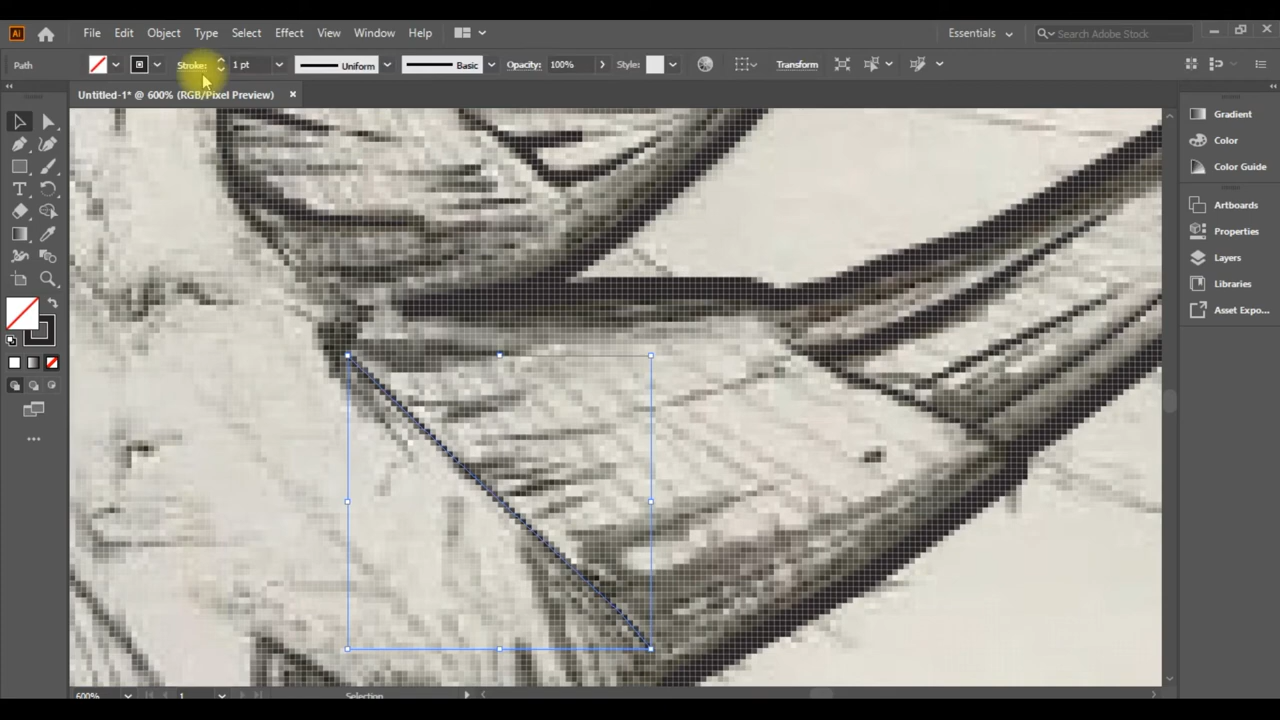 Ai File Edit Object Type Select Effect View Window Help Essentials Search Adobe Stock
Path Stroke: 1 pt Uniform Basic Opacity: 100% Style: Transform
Untitled-1* @ 600% (RGB/Pixel Preview)
Gradient
Color
Color Guide
Artboards
Properties
Layers
Libraries
Asset Expo...
T
600% 1 Selection